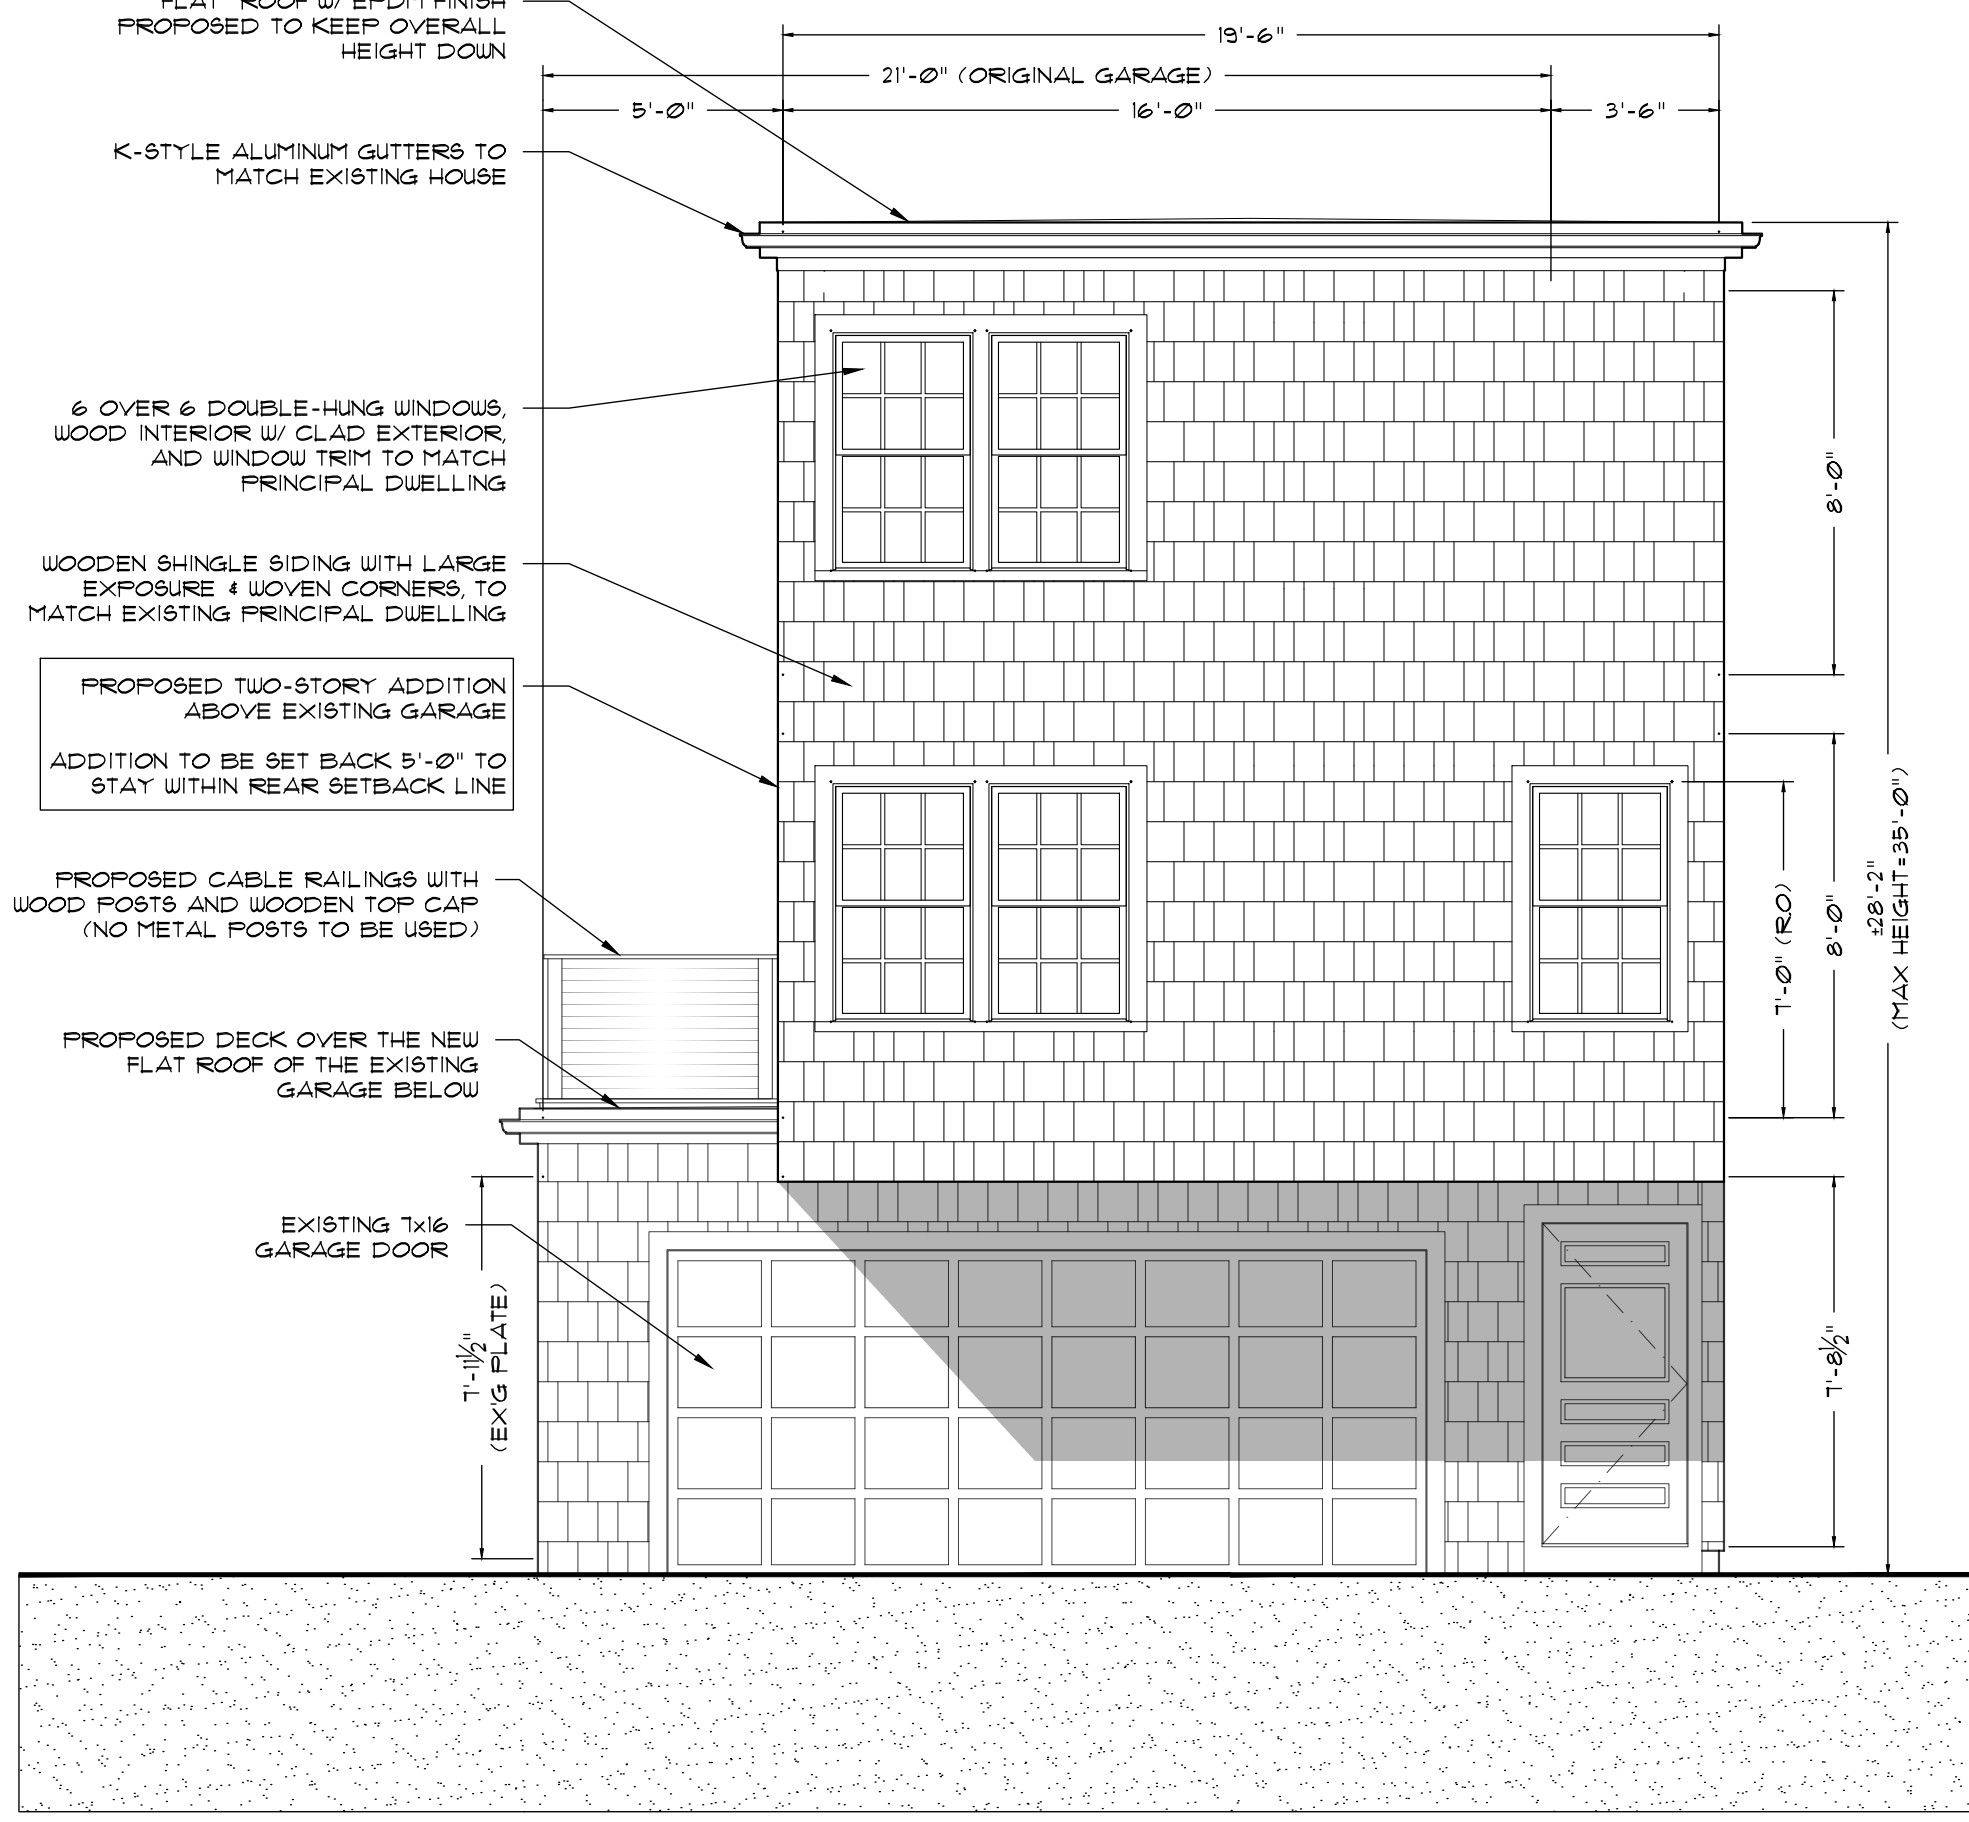 FLAT ROOF W/ EPDM FINISH
PROPOSED TO KEEP OVERALL
HEIGHT DOWN
19'-6"
21'-0" (ORIGINAL GARAGE)
5'-0"
16'-0"
3'-6"
K-STYLE ALUMINUM GUTTERS TO
MATCH EXISTING HOUSE
6 OVER 6 DOUBLE-HUNG WINDOWS,
WOOD INTERIOR W/ CLAD EXTERIOR,
AND WINDOW TRIM TO MATCH
PRINCIPAL DWELLING
8'-0"
WOODEN SHINGLE SIDING WITH LARGE
EXPOSURE & WOVEN CORNERS, TO
MATCH EXISTING PRINCIPAL DWELLING
PROPOSED TWO-STORY ADDITION
ABOVE EXISTING GARAGE
ADDITION TO BE SET BACK 5'-0" TO
STAY WITHIN REAR SETBACK LINE
PROPOSED CABLE RAILINGS WITH
WOOD POSTS AND WOODEN TOP CAP
(NO METAL POSTS TO BE USED)
7'-0" (R.O)
8'-0"
±28'-2"
(MAX HEIGHT=35'-0")
PROPOSED DECK OVER THE NEW
FLAT ROOF OF THE EXISTING
GARAGE BELOW
EXISTING 7x16
GARAGE DOOR
7'-11½"
(EX'G PLATE)
7'-8½"